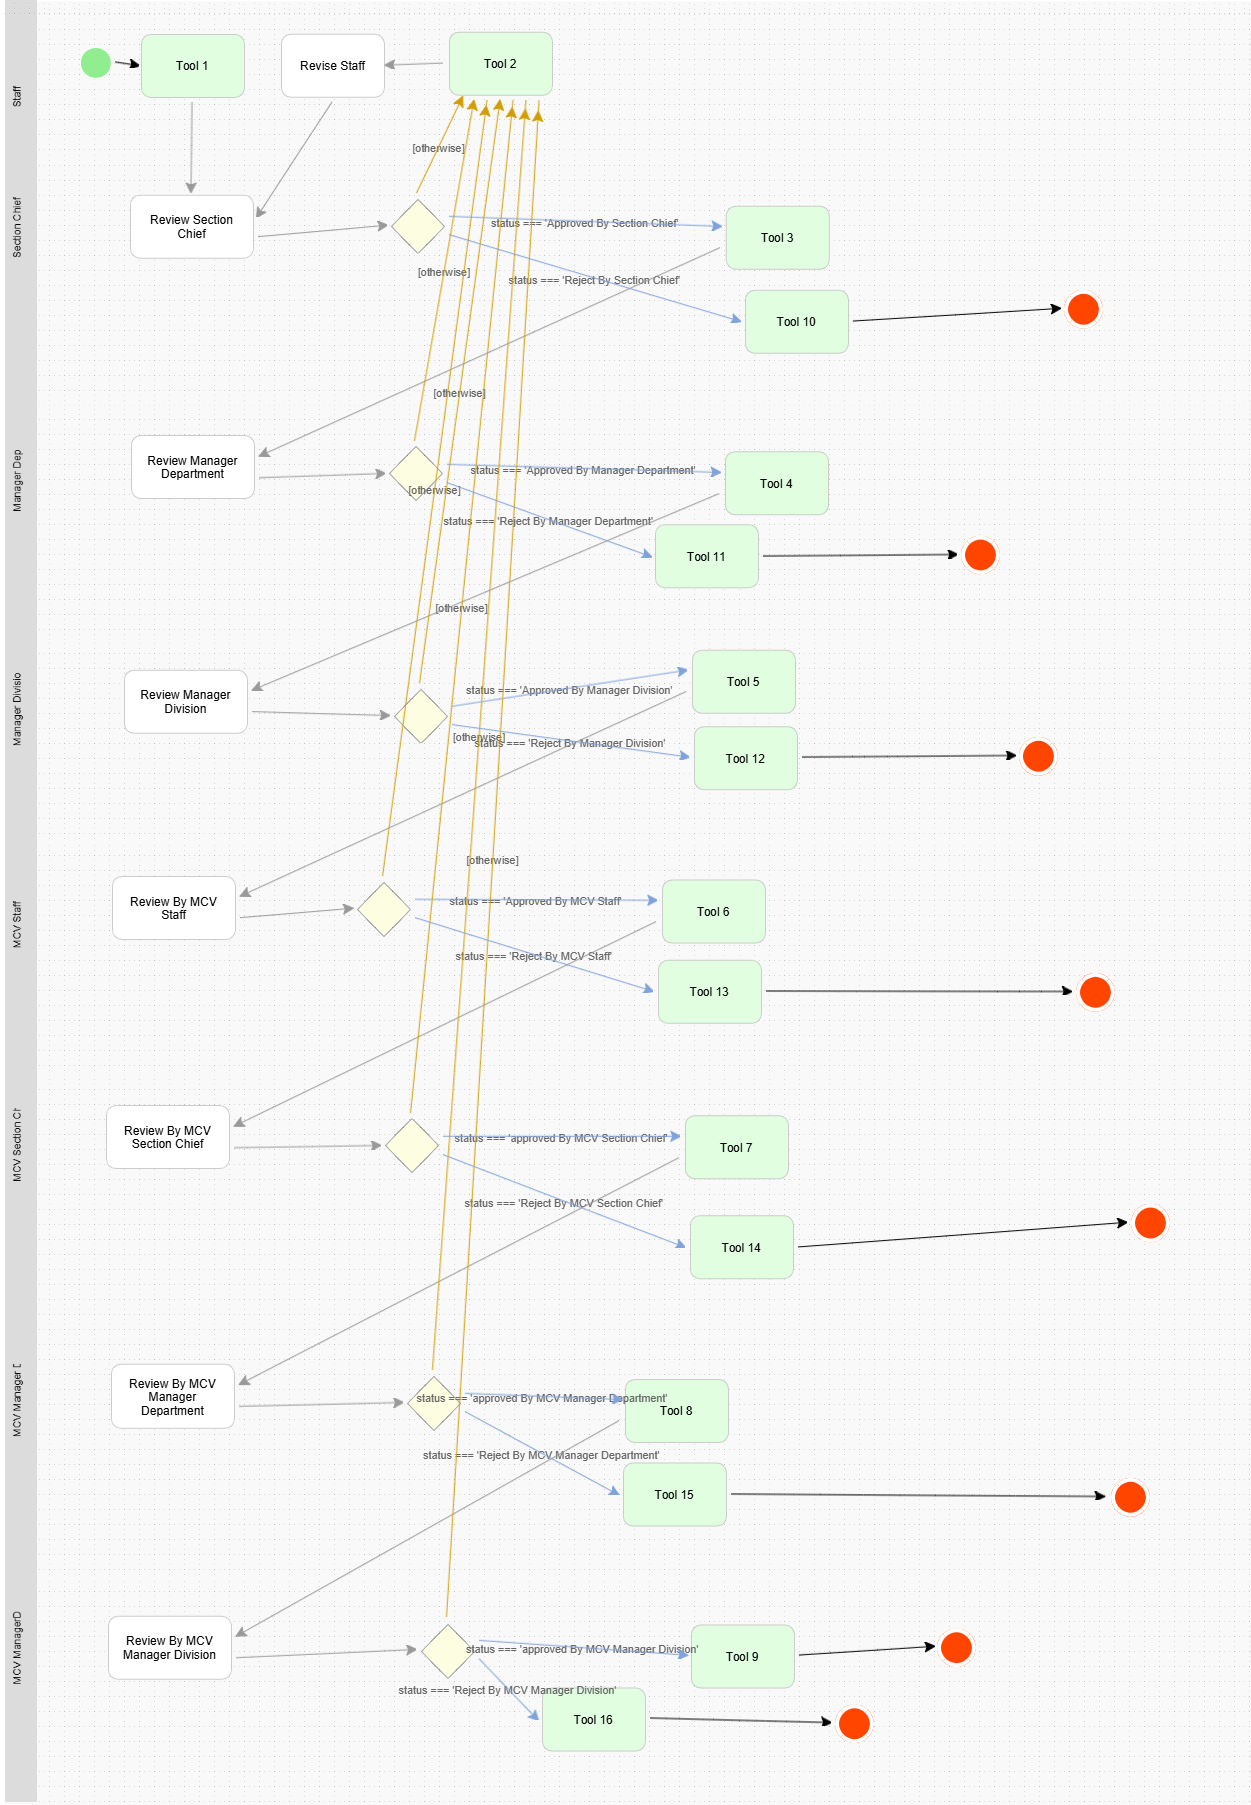 Staff
Tool 1
Revise Staff
Tool 2
[otherwise]
Section Chief
Review Section
Chief
status === 'Approved By Section Chief'
Tool 3
[otherwise]
status === 'Reject By Section Chief'
Tool 10
[otherwise]
Manager Dep
Review Manager
Department
status === 'Approved By Manager Department'
Tool 4
[otherwise]
status === 'Reject By Manager Department'
Tool 11
[otherwise]
Manager Divisio
Review Manager
Division
status === 'Approved By Manager Division'
Tool 5
[otherwise]
status === 'Reject By Manager Division'
Tool 12
[otherwise]
MCV Staff
Review By MCV
Staff
status === 'Approved By MCV Staff'
Tool 6
status === 'Reject By MCV Staff'
Tool 13
MCV Section
Review By MCV
Section Chief
status === 'approved By MCV Section Chief'
Tool 7
status === 'Reject By MCV Section Chief'
Tool 14
MCV Manager
Review By MCV
Manager
Department
status === 'approved By MCV Manager Department'
Tool 8
status === 'Reject By MCV Manager Department'
Tool 15
MCV ManagerD
Review By MCV
Manager Division
status === 'approved By MCV Manager Division'
Tool 9
status === 'Reject By MCV Manager Division'
Tool 16